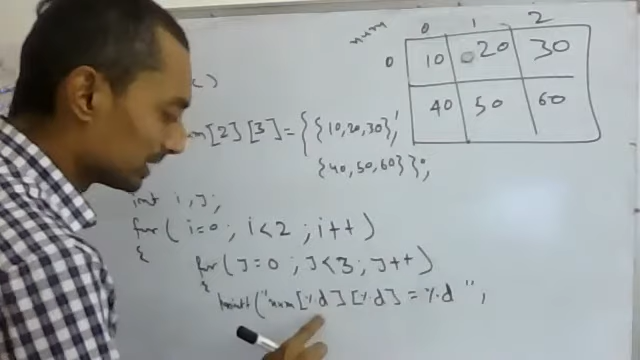 num 0 1 2
0 10 20 30
40 50 60
)
num[2][3]={{10,20,30},
{40,50,60}};
int i,j;
for(i=0;i<2;i++)
{
for(j=0;j<3;j++)
{
printf("num[%d][%d]=%d ",